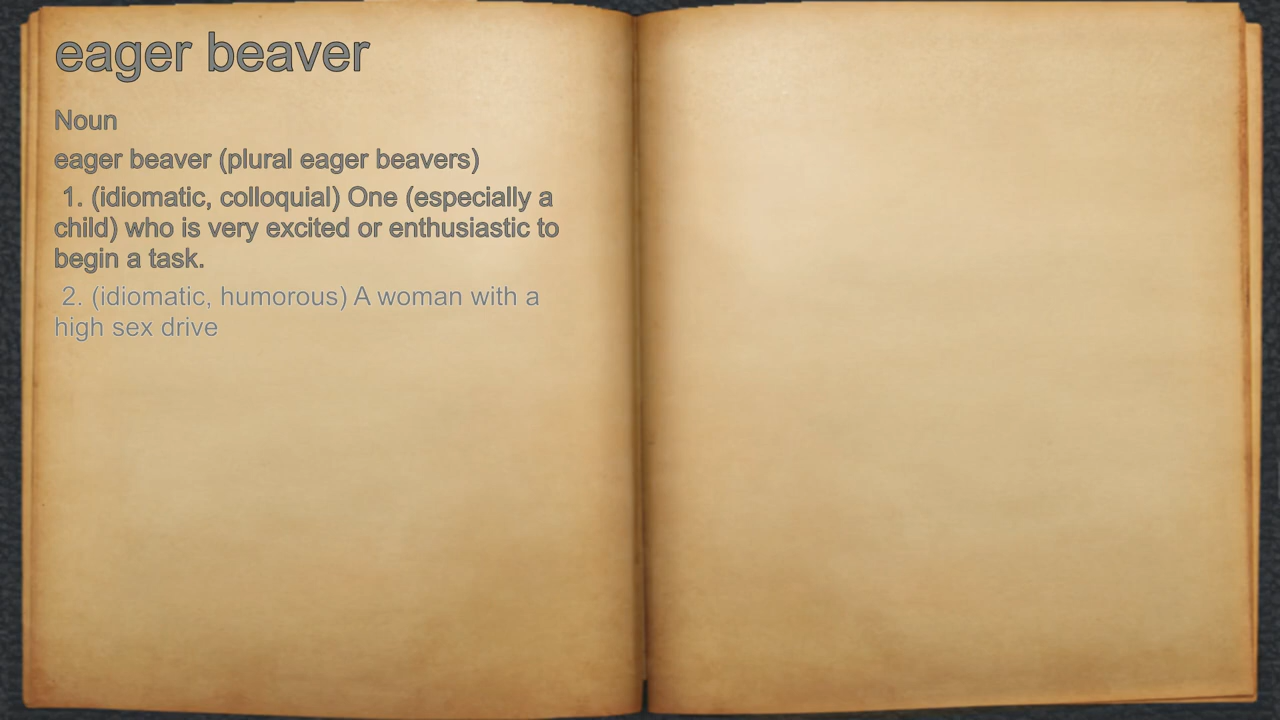 eager beaver
Noun
eager beaver (plural eager beavers)
1. (idiomatic, colloquial) One (especially a
child) who is very excited or enthusiastic to
begin a task.
2. (idiomatic, humorous) A woman with a
high sex drive